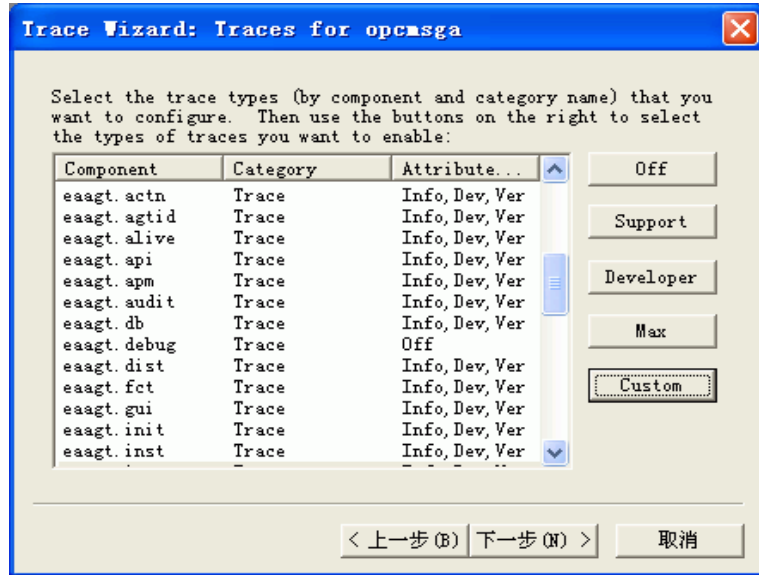 Trace Wizard: Traces for opcmsga
Select the trace types (by component and category name) that you
want to configure. Then use the buttons on the right to select
the types of traces you want to enable:
Component Category Attribute...
eaagt.actn Trace Info, Dev, Ver
eaagt.agtid Trace Info, Dev, Ver
eaagt.alive Trace Info, Dev, Ver
eaagt.api Trace Info, Dev, Ver
eaagt.apm Trace Info, Dev, Ver
eaagt.audit Trace Info, Dev, Ver
eaagt.db Trace Info, Dev, Ver
eaagt.debug Trace Off
eaagt.dist Trace Info, Dev, Ver
eaagt.fct Trace Info, Dev, Ver
eaagt.gui Trace Info, Dev, Ver
eaagt.init Trace Info, Dev, Ver
eaagt.inst Trace Info, Dev, Ver
Off
Support
Developer
Max
Custom
< 上一步(B) 下一步(N) > 取消